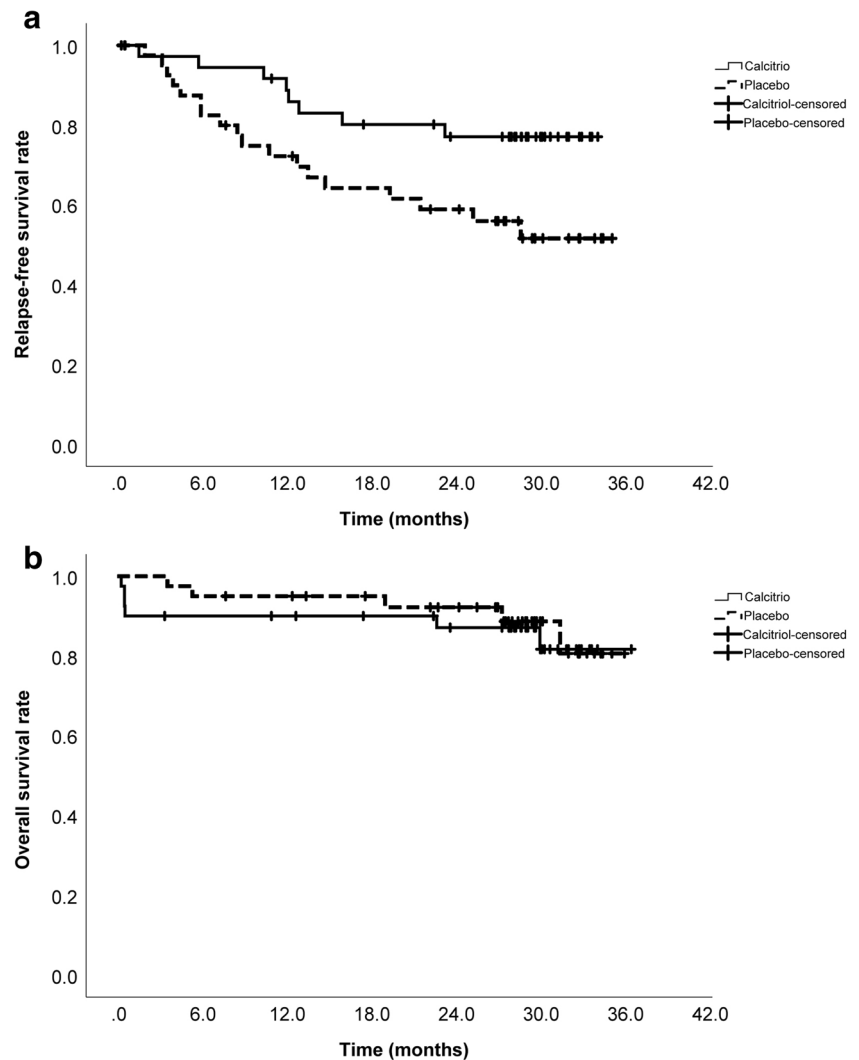 a
Relapse-free survival rate
1.0
0.8
0.6
0.4
0.2
0.0
.0 6.0 12.0 18.0 24.0 30.0 36.0 42.0
Time (months)
Calcitrio
Placebo
Calcitriol-censored
Placebo-censored
b
Overall survival rate
1.0
0.8
0.6
0.4
0.2
0.0
.0 6.0 12.0 18.0 24.0 30.0 36.0 42.0
Time (months)
Calcitrio
Placebo
Calcitriol-censored
Placebo-censored